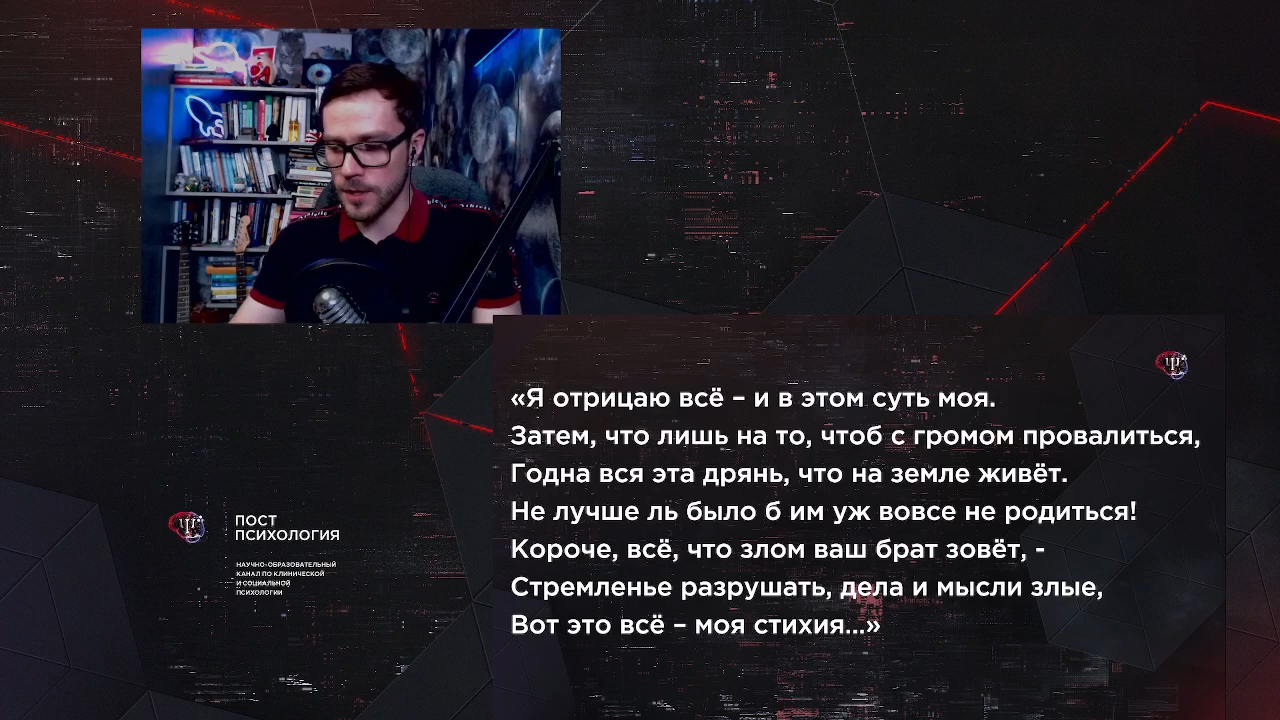 «Я отрицаю всё – и в этом суть моя.
Затем, что лишь на то, чтоб с громом провалиться,
Годна вся эта дрянь, что на земле живёт.
Не лучше ль было б им уж вовсе не родиться!
Короче, всё, что злом ваш брат зовёт, -
Стремленье разрушать, дела и мысли злые,
Вот это всё – моя стихия...»
ПОСТ
ПСИХОЛОГИЯ
НАУЧНО-ОБРАЗОВАТЕЛЬНЫЙ
КАНАЛ ПО КЛИНИЧЕСКОЙ
И СОЦИАЛЬНОЙ
ПСИХОЛОГИИ